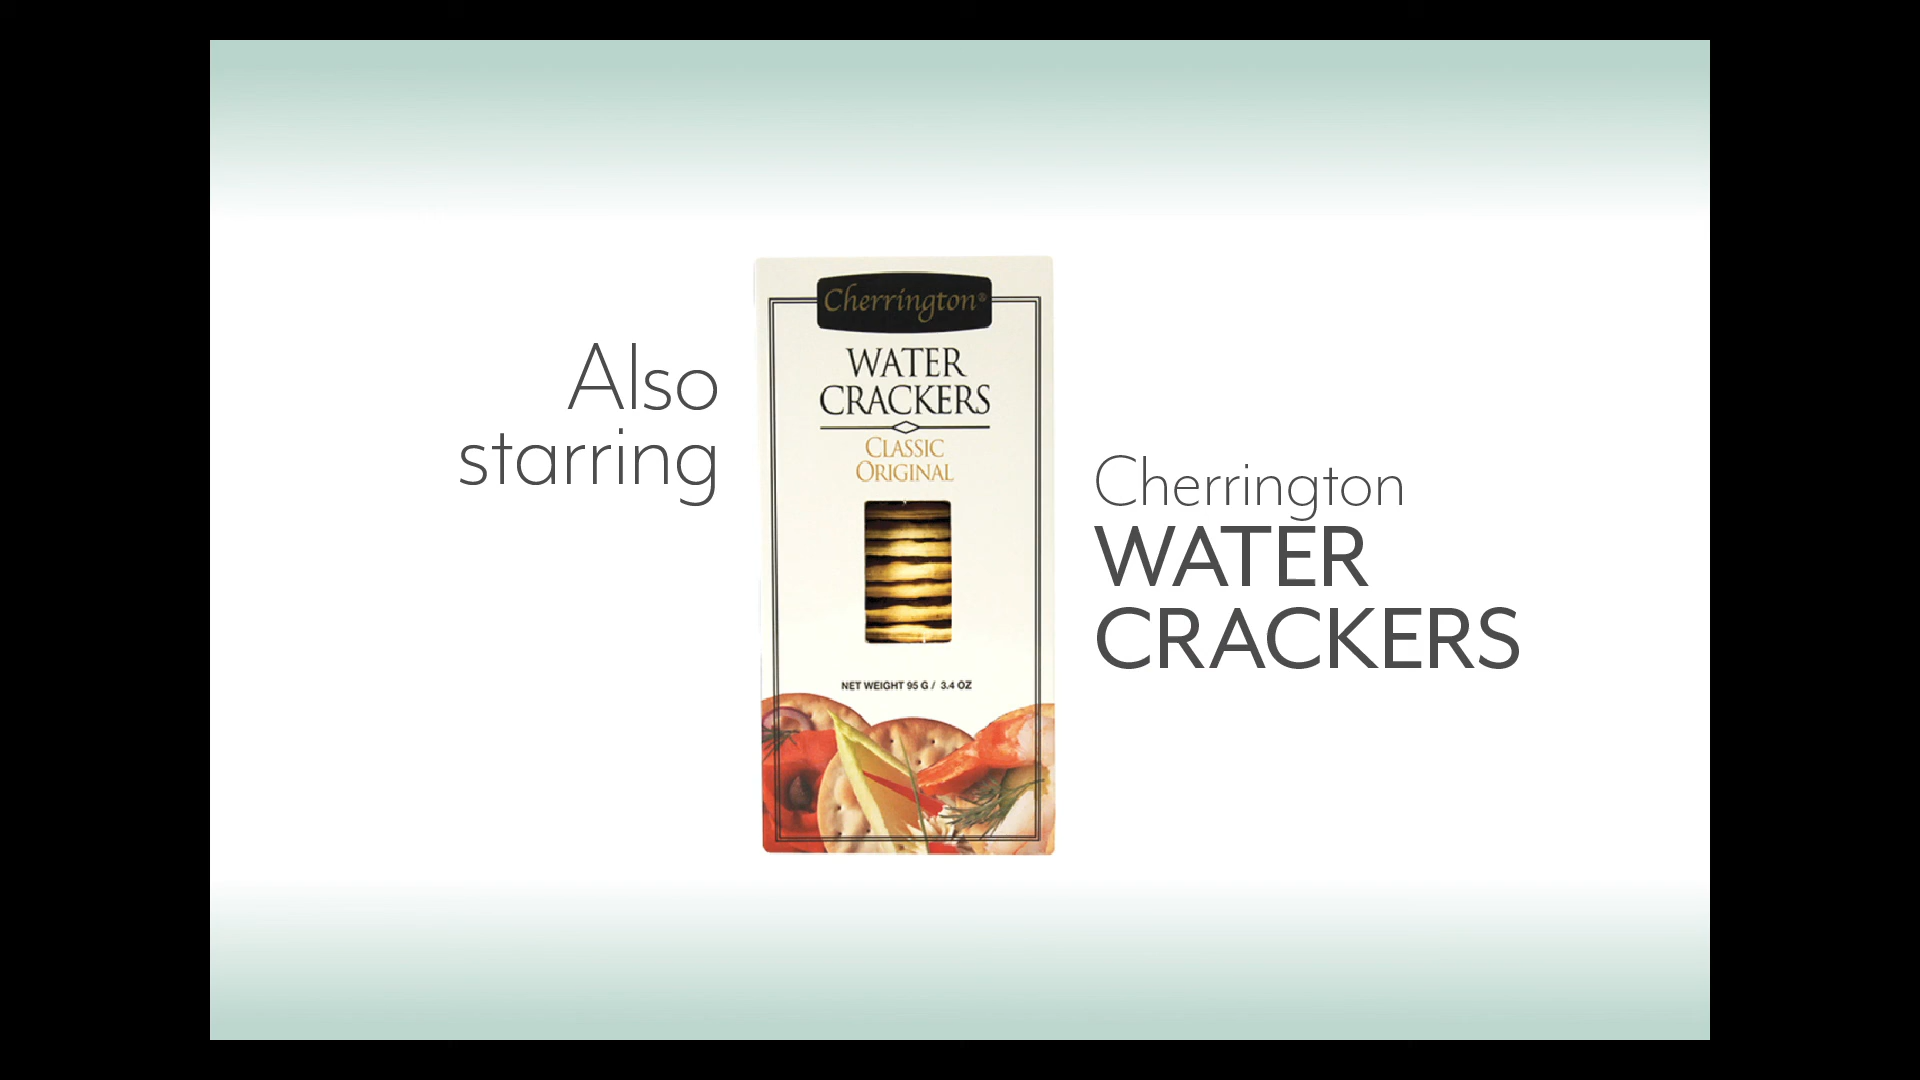 Also
starring
Cherrington®
WATER
CRACKERS
CLASSIC
ORIGINAL
NET WEIGHT 95 G / 3.4 OZ
Cherrington
WATER
CRACKERS